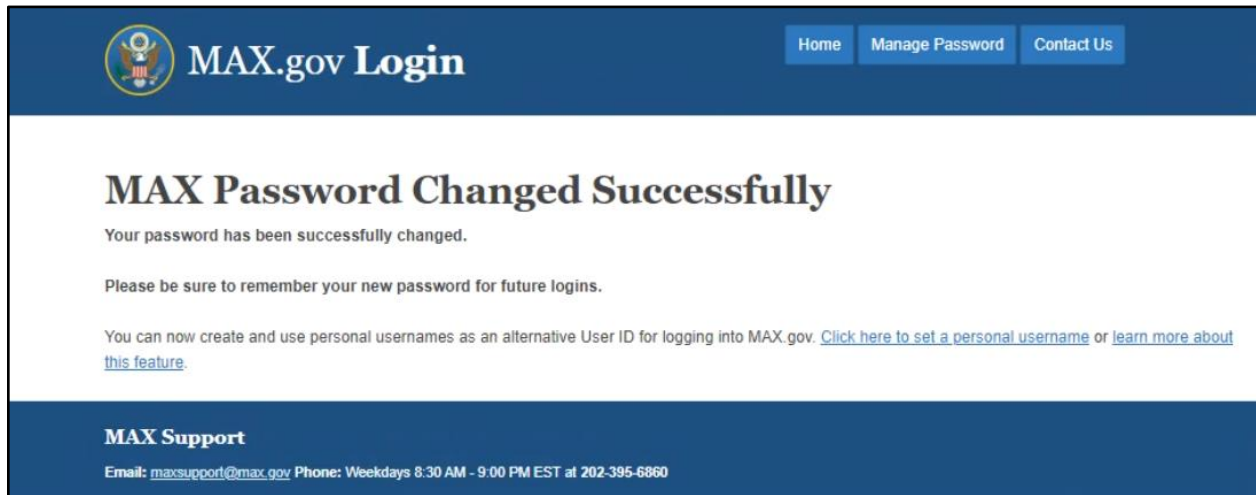 MAX.gov Login
Home
Manage Password
Contact Us
MAX Password Changed Successfully
Your password has been successfully changed.
Please be sure to remember your new password for future logins.
You can now create and use personal usernames as an alternative User ID for logging into MAX.gov. Click here to set a personal username or learn more about
this feature.
MAX Support
Email: maxsupport@max.gov Phone: Weekdays 8:30 AM - 9:00 PM EST at 202-395-6860